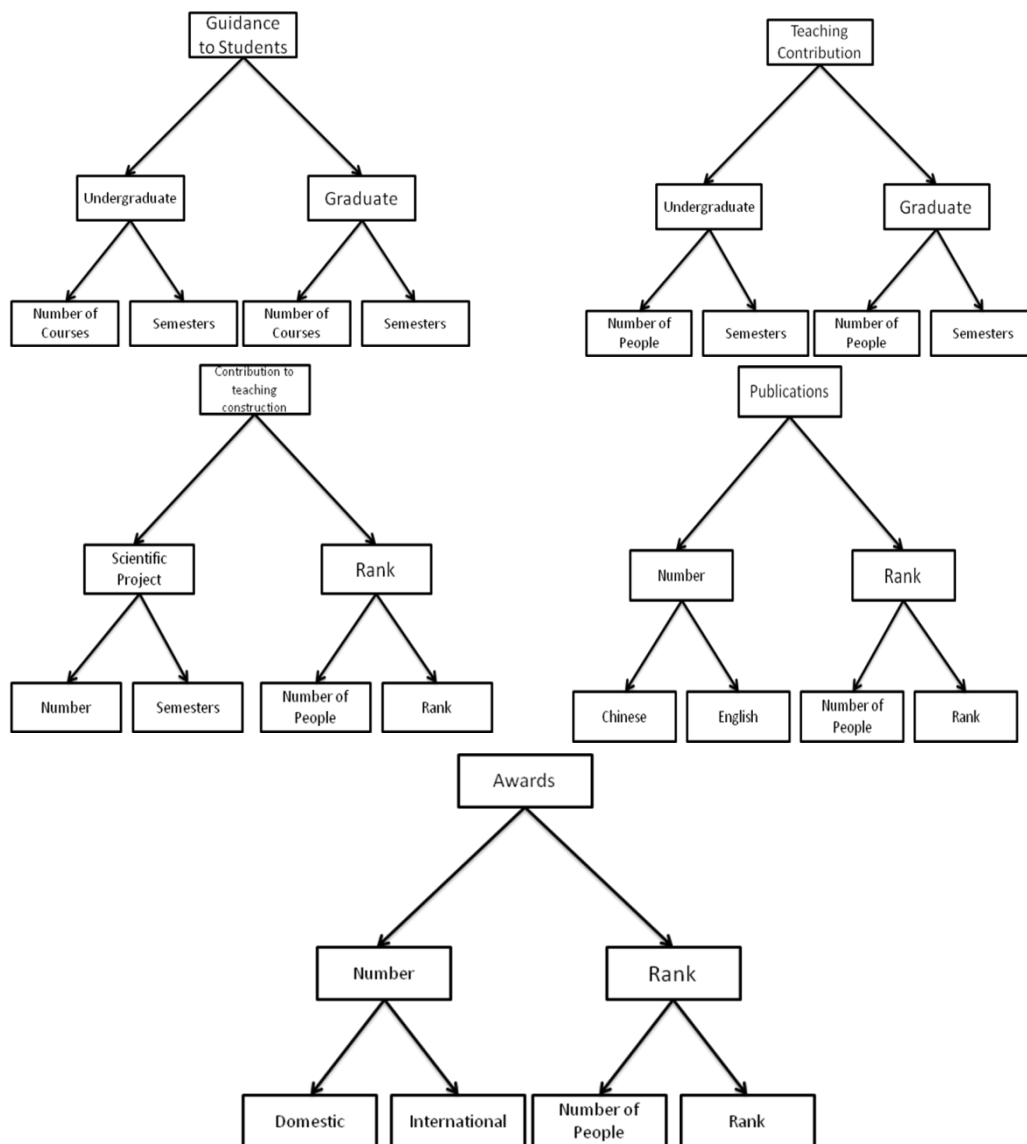 Guidance
to Students
Teaching
Contribution
Undergraduate
Graduate
Undergraduate
Graduate
Number of
Courses
Semesters
Number of
Courses
Semesters
Number of
People
Semesters
Number of
People
Semesters
Contribution to
teaching
construction
Publications
Scientific
Project
Rank
Number
Rank
Number
Semesters
Number of
People
Rank
Chinese
English
Number of
People
Rank
Awards
Number
Rank
Domestic
International
Number of
People
Rank